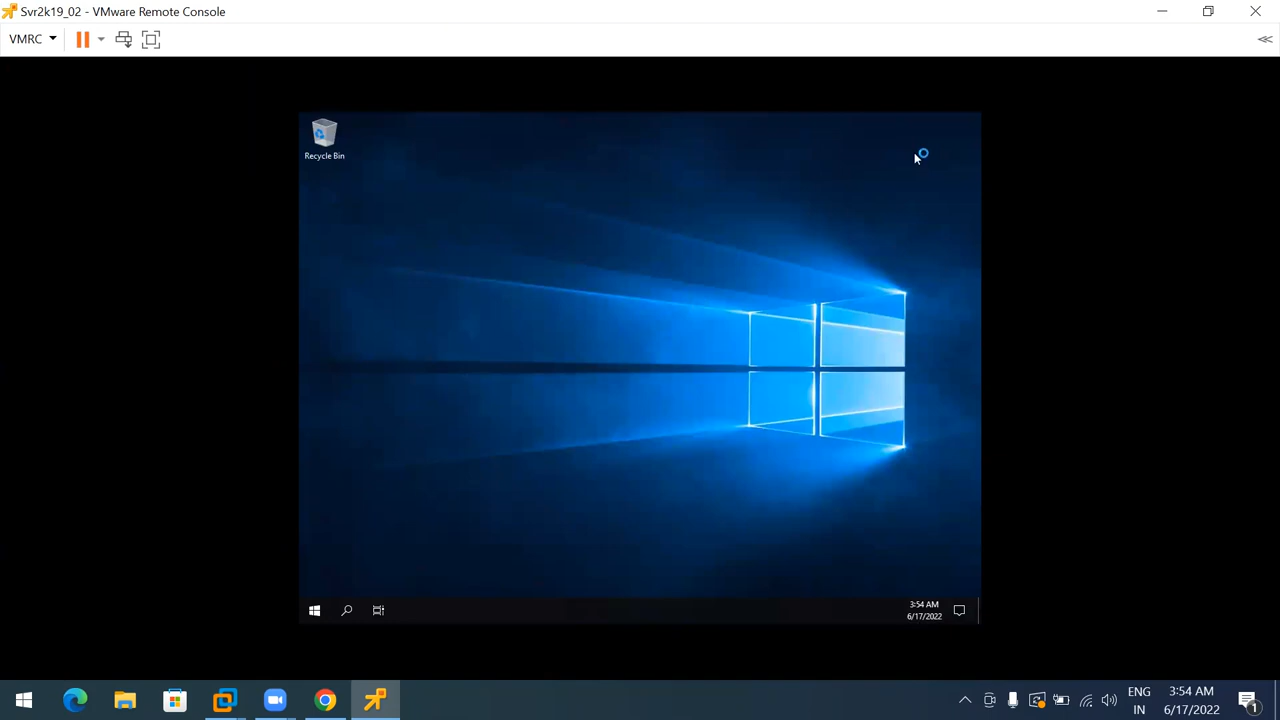 Svr2k19_02 - VMware Remote Console
VMRC
Recycle Bin
3:54 AM
6/17/2022
ENG
IN
3:54 AM
6/17/2022
1